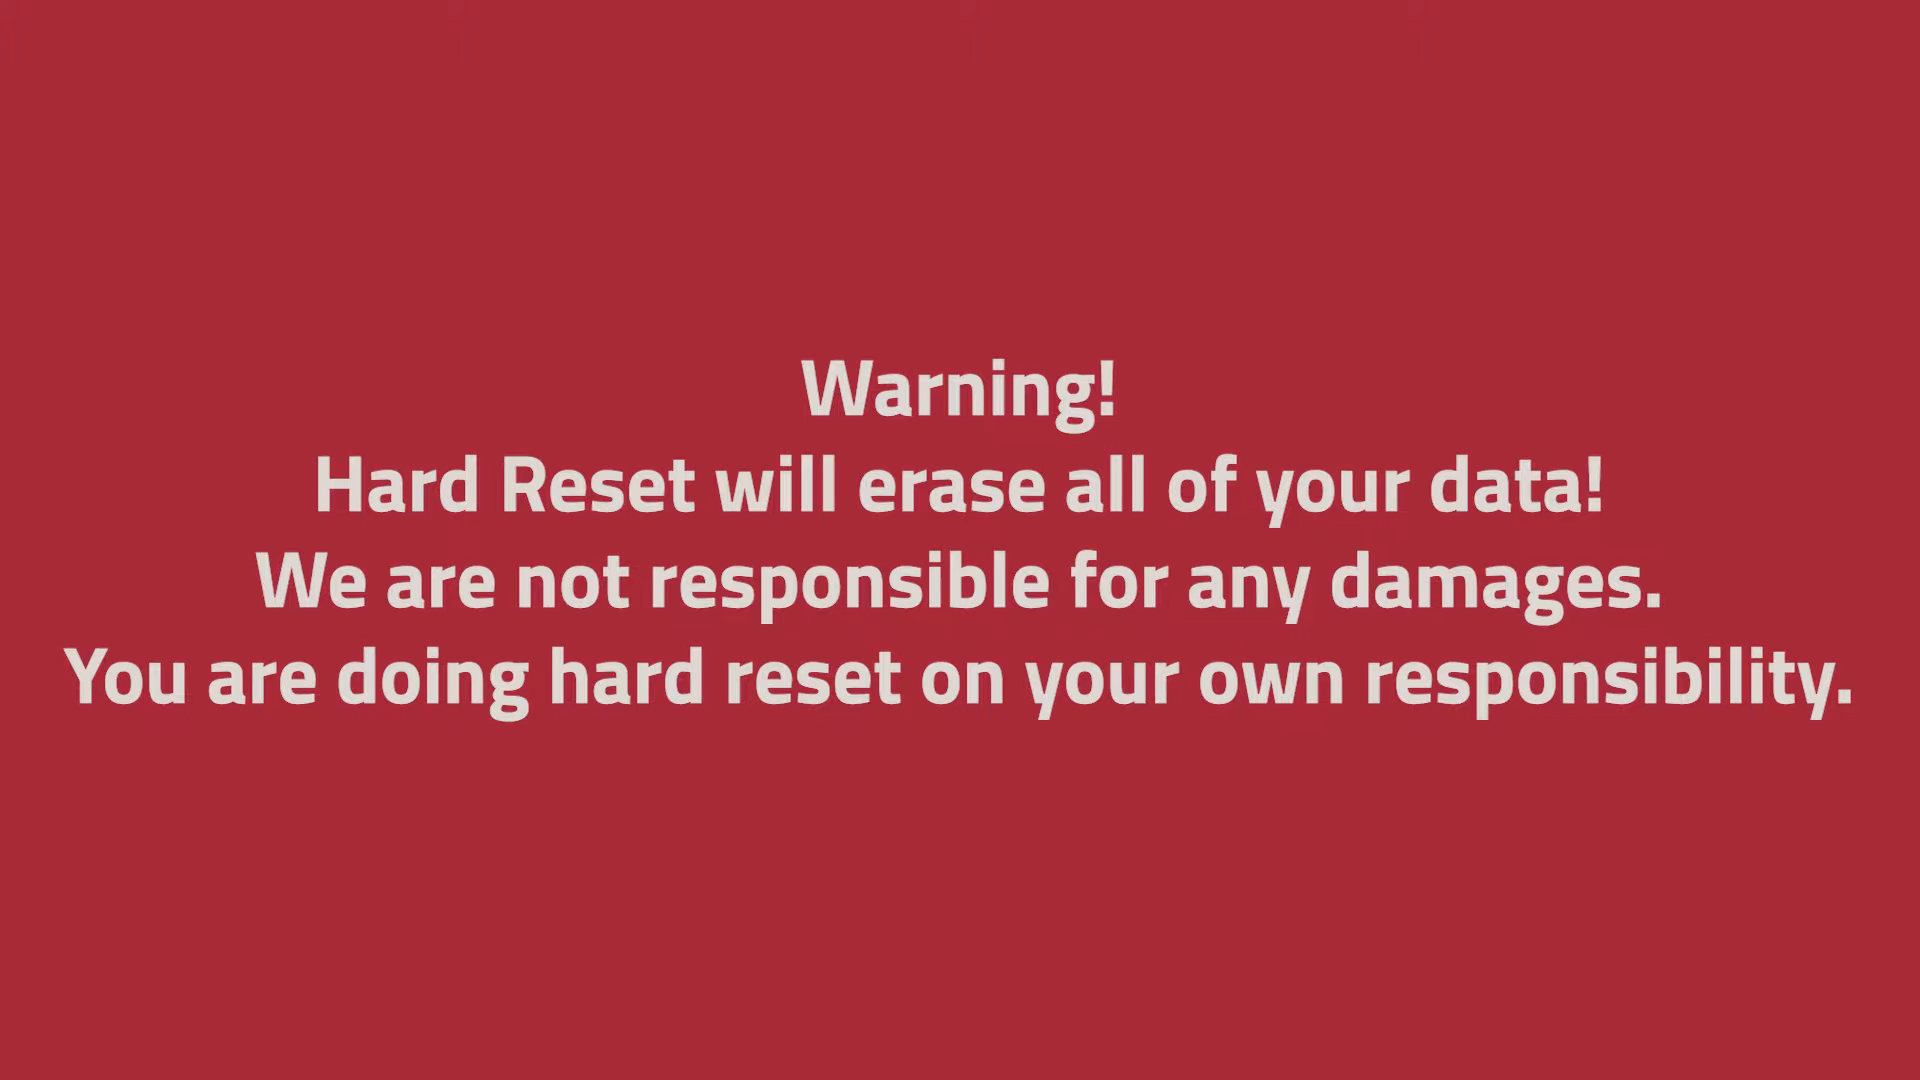 Warning!
Hard Reset will erase all of your data!
We are not responsible for any damages.
You are doing hard reset on your own responsibility.